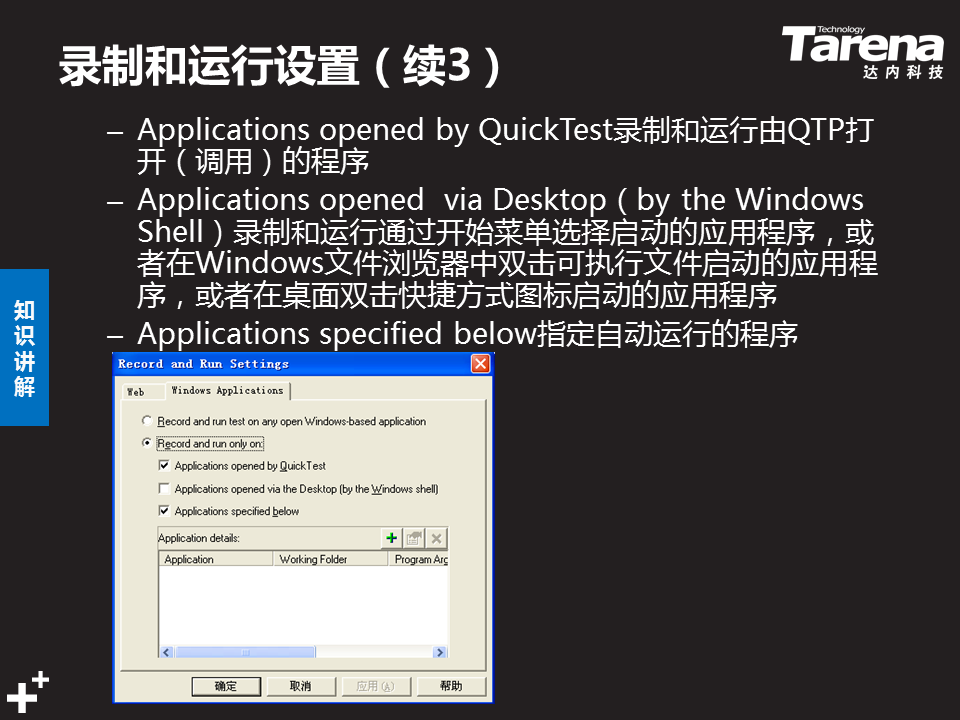 录制和运行设置（续3）
Technology
Tarena
达内科技
– Applications opened by QuickTest录制和运行由QTP打
开（调用）的程序
– Applications opened  via Desktop（by the Windows
Shell）录制和运行通过开始菜单选择启动的应用程序，或
者在Windows文件浏览器中双击可执行文件启动的应用程
序，或者在桌面双击快捷方式图标启动的应用程序
– Applications specified below指定自动运行的程序
知
识
讲
解
Record and Run Settings
Web Windows Applications
Record and run test on any open Windows-based application
Record and run only on:
Applications opened by QuickTest
Applications opened via the Desktop (by the Windows shell)
Applications specified below
Application details:
Application Working Folder Program Arg
确定 取消 应用(A) 帮助